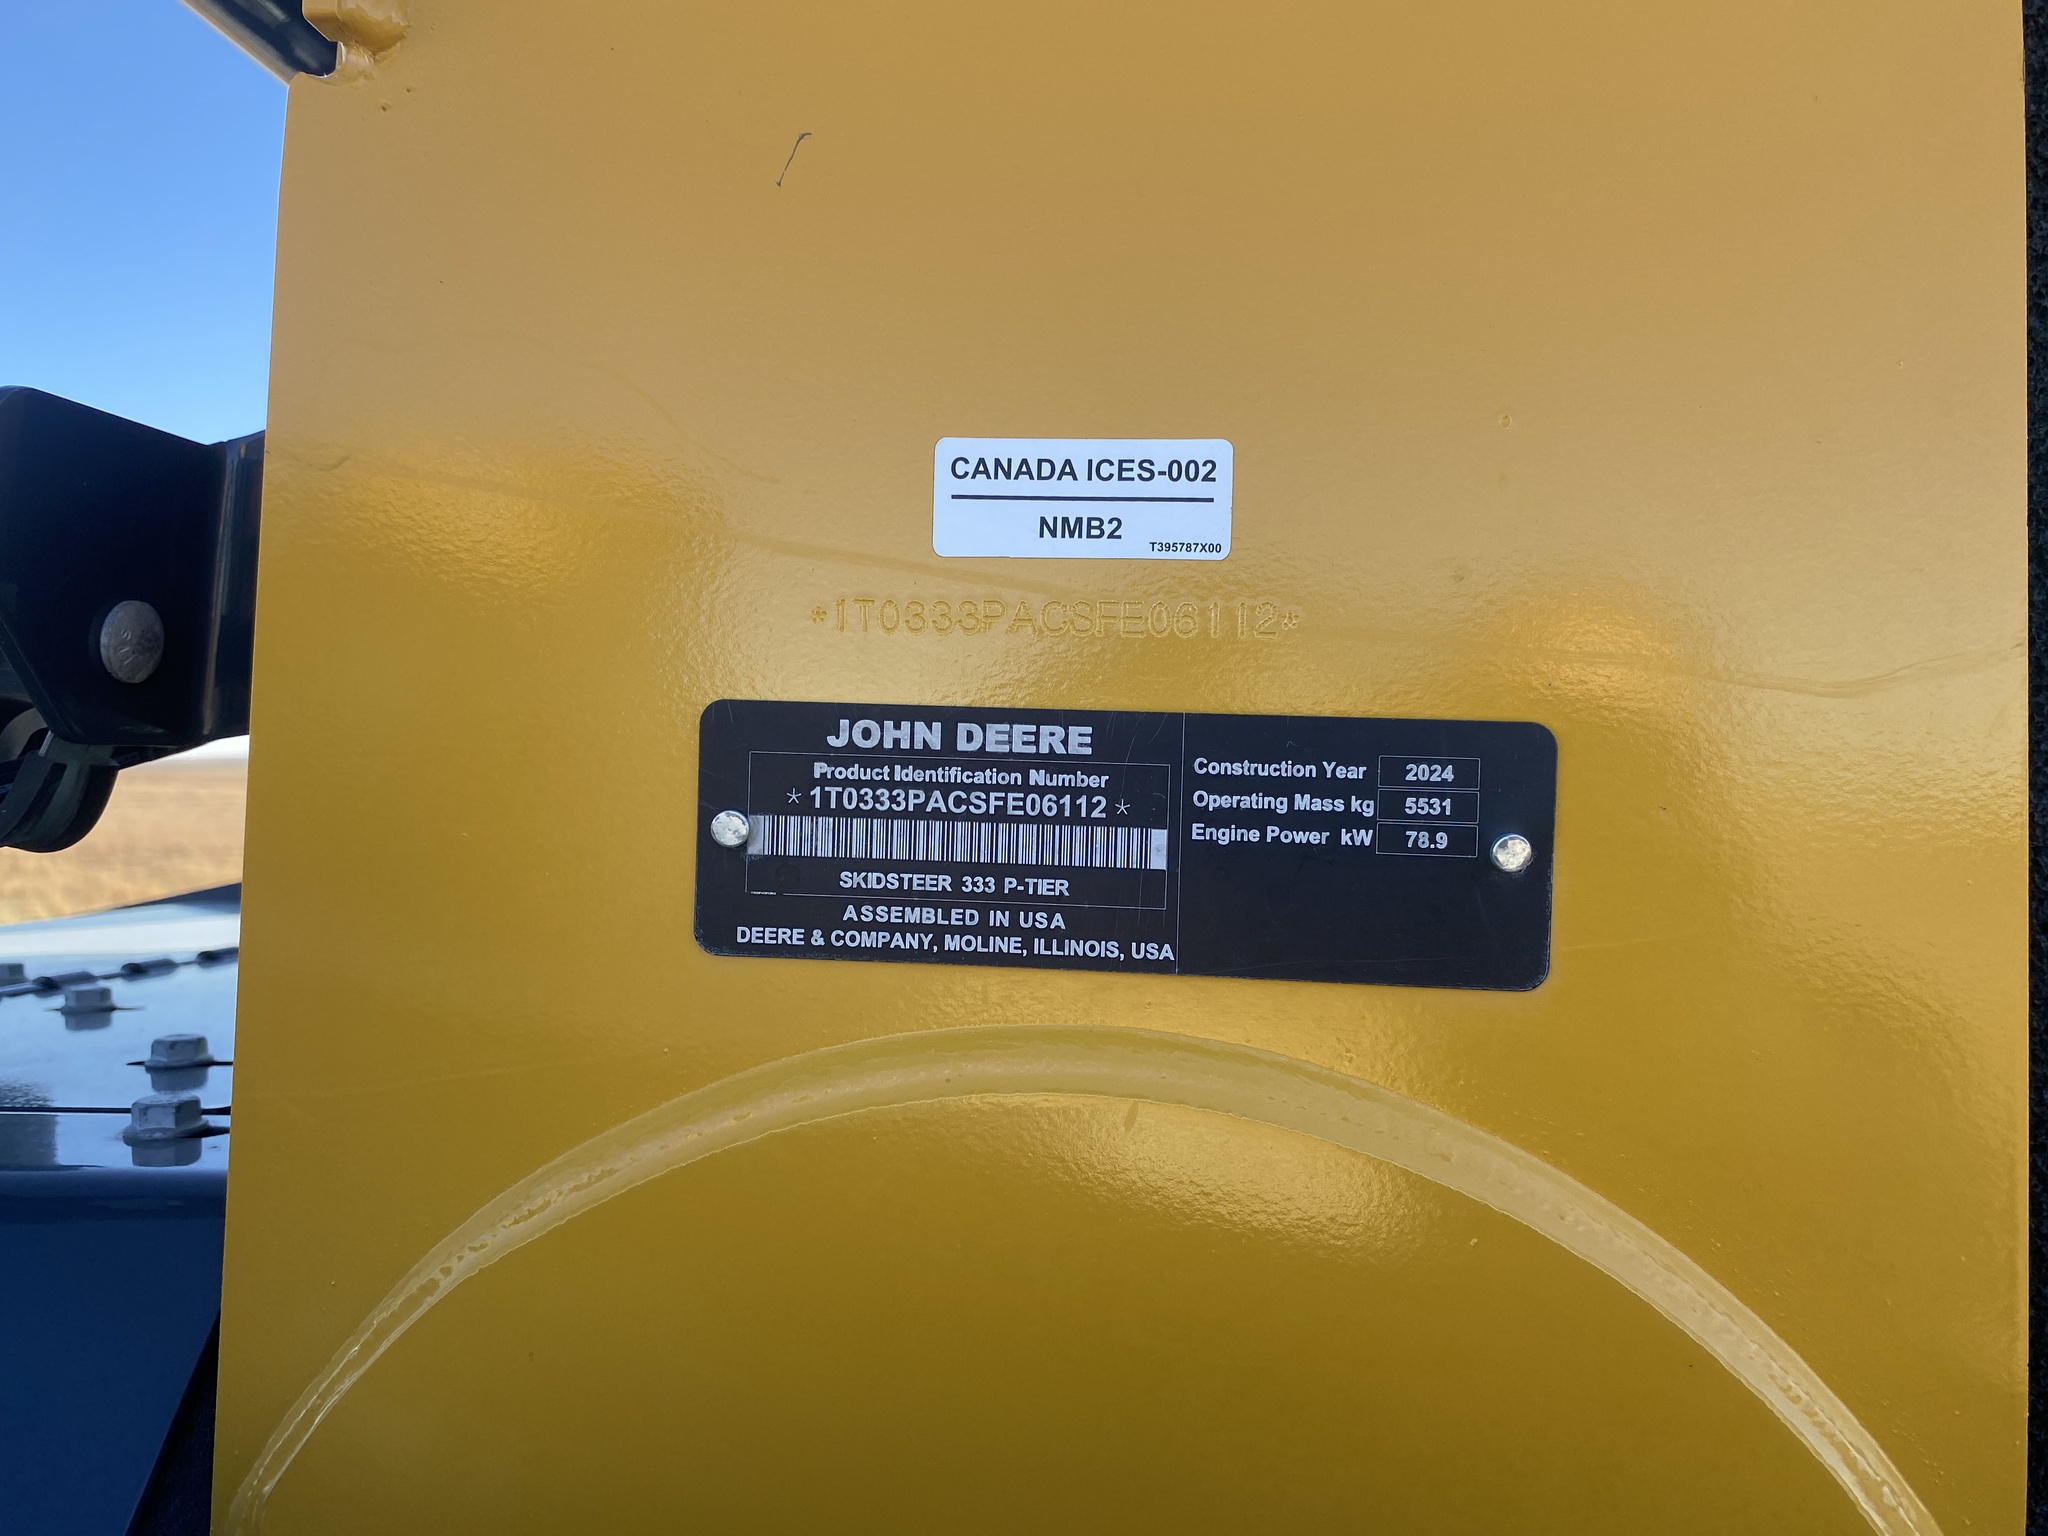 CANADA ICES-002
NMB2
T395787X00
*1T0333PACSFE06112*
JOHN DEERE
Product Identification Number
*1T0333PACSFE06112*
SKIDSTEER 333 P-TIER
ASSEMBLED IN USA
DEERE & COMPANY, MOLINE, ILLINOIS, USA
Construction Year 2024
Operating Mass kg 5531
Engine Power kW 78.9